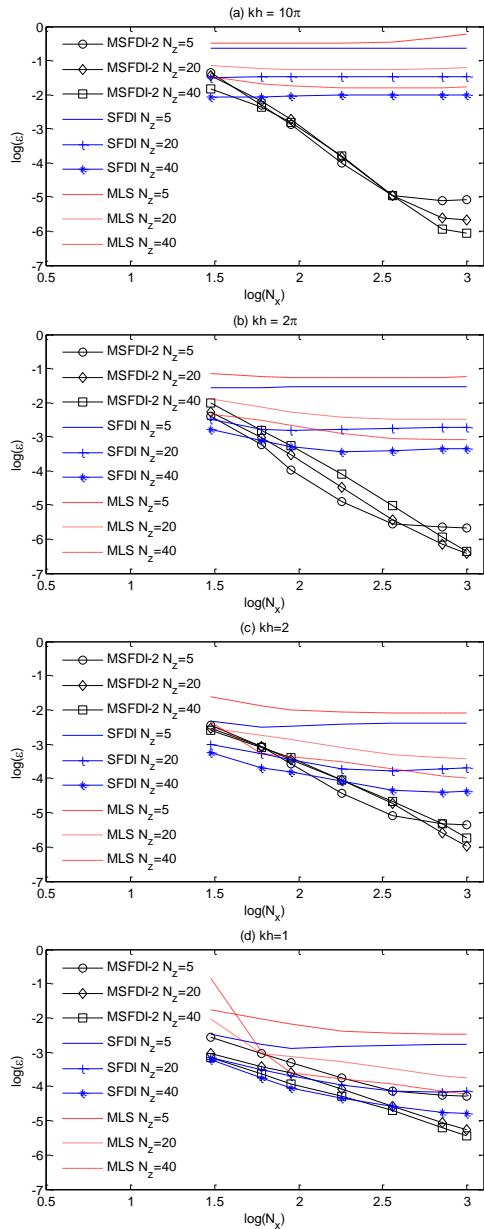 (a) kh = 10π
0
-1
-2
-3
-4
-5
-6
-7
log(ε)
MSFDI-2 N_z=5
MSFDI-2 N_z=20
MSFDI-2 N_z=40
SFDI N_z=5
SFDI N_z=20
SFDI N_z=40
MLS N_z=5
MLS N_z=20
MLS N_z=40
0.5 1 1.5 2 2.5 3
log(N_x)
(b) kh = 2π
0
-1
-2
-3
-4
-5
-6
-7
log(ε)
MSFDI-2 N_z=5
MSFDI-2 N_z=20
MSFDI-2 N_z=40
SFDI N_z=5
SFDI N_z=20
SFDI N_z=40
MLS N_z=5
MLS N_z=20
MLS N_z=40
0.5 1 1.5 2 2.5 3
log(N_x)
(c) kh=2
0
-1
-2
-3
-4
-5
-6
-7
log(ε)
MSFDI-2 N_z=5
MSFDI-2 N_z=20
MSFDI-2 N_z=40
SFDI N_z=5
SFDI N_z=20
SFDI N_z=40
MLS N_z=5
MLS N_z=20
MLS N_z=40
0.5 1 1.5 2 2.5 3
log(N_x)
(d) kh=1
0
-1
-2
-3
-4
-5
-6
-7
log(ε)
MSFDI-2 N_z=5
MSFDI-2 N_z=20
MSFDI-2 N_z=40
SFDI N_z=5
SFDI N_z=20
SFDI N_z=40
MLS N_z=5
MLS N_z=20
MLS N_z=40
0.5 1 1.5 2 2.5 3
log(N_x)